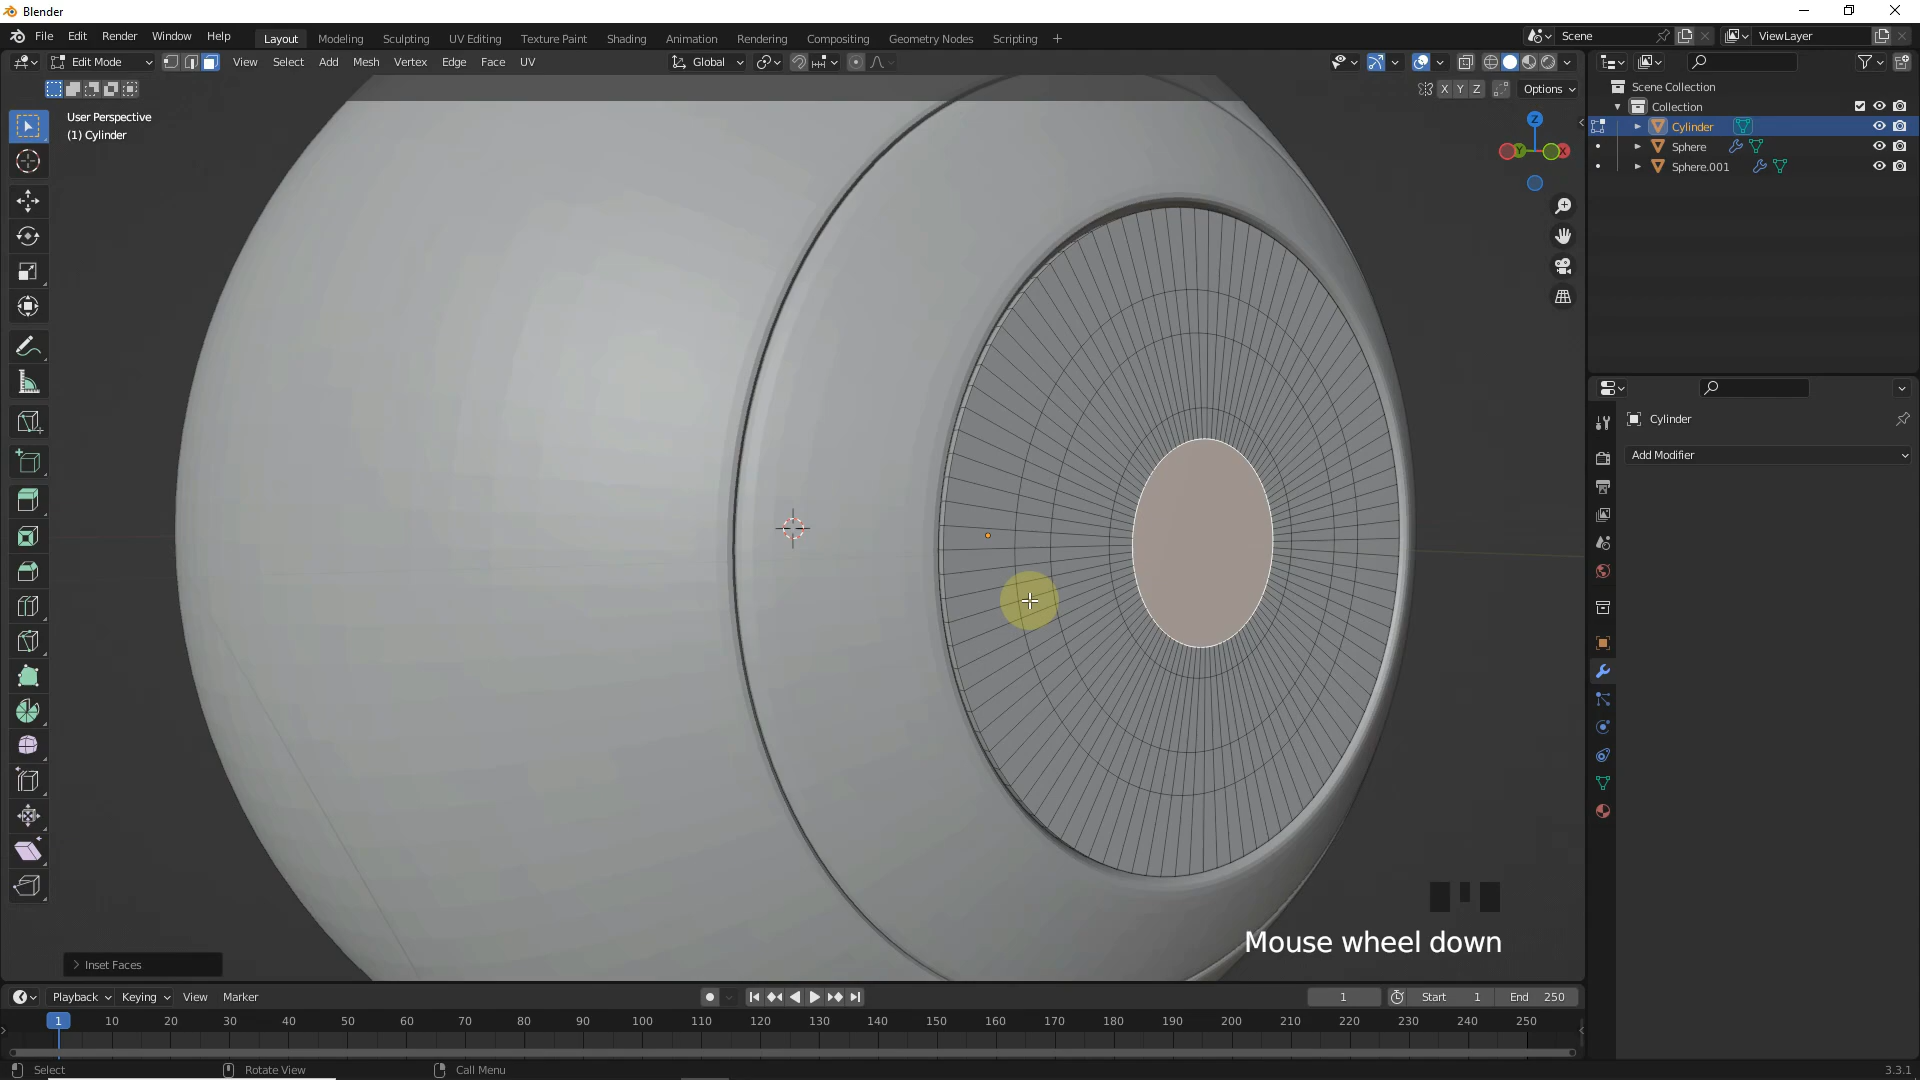 Blender
File Edit Render Window Help
Layout Modeling Sculpting UV Editing Texture Paint Shading Animation Rendering Compositing Geometry Nodes Scripting +
Scene
ViewLayer
Edit Mode View Select Add Mesh Vertex Edge Face UV
Global
X Y Z Options
User Perspective
(1) Cylinder
Z
Y
X
Scene Collection
Collection
Cylinder
Sphere
Sphere.001
Cylinder
Add Modifier
Mouse wheel down
Inset Faces
Playback Keying View Marker
1 Start 1 End 250
1 10 20 30 40 50 60 70 80 90 100 110 120 130 140 150 160 170 180 190 200 210 220 230 240 250
Select Rotate View Call Menu
3.3.1